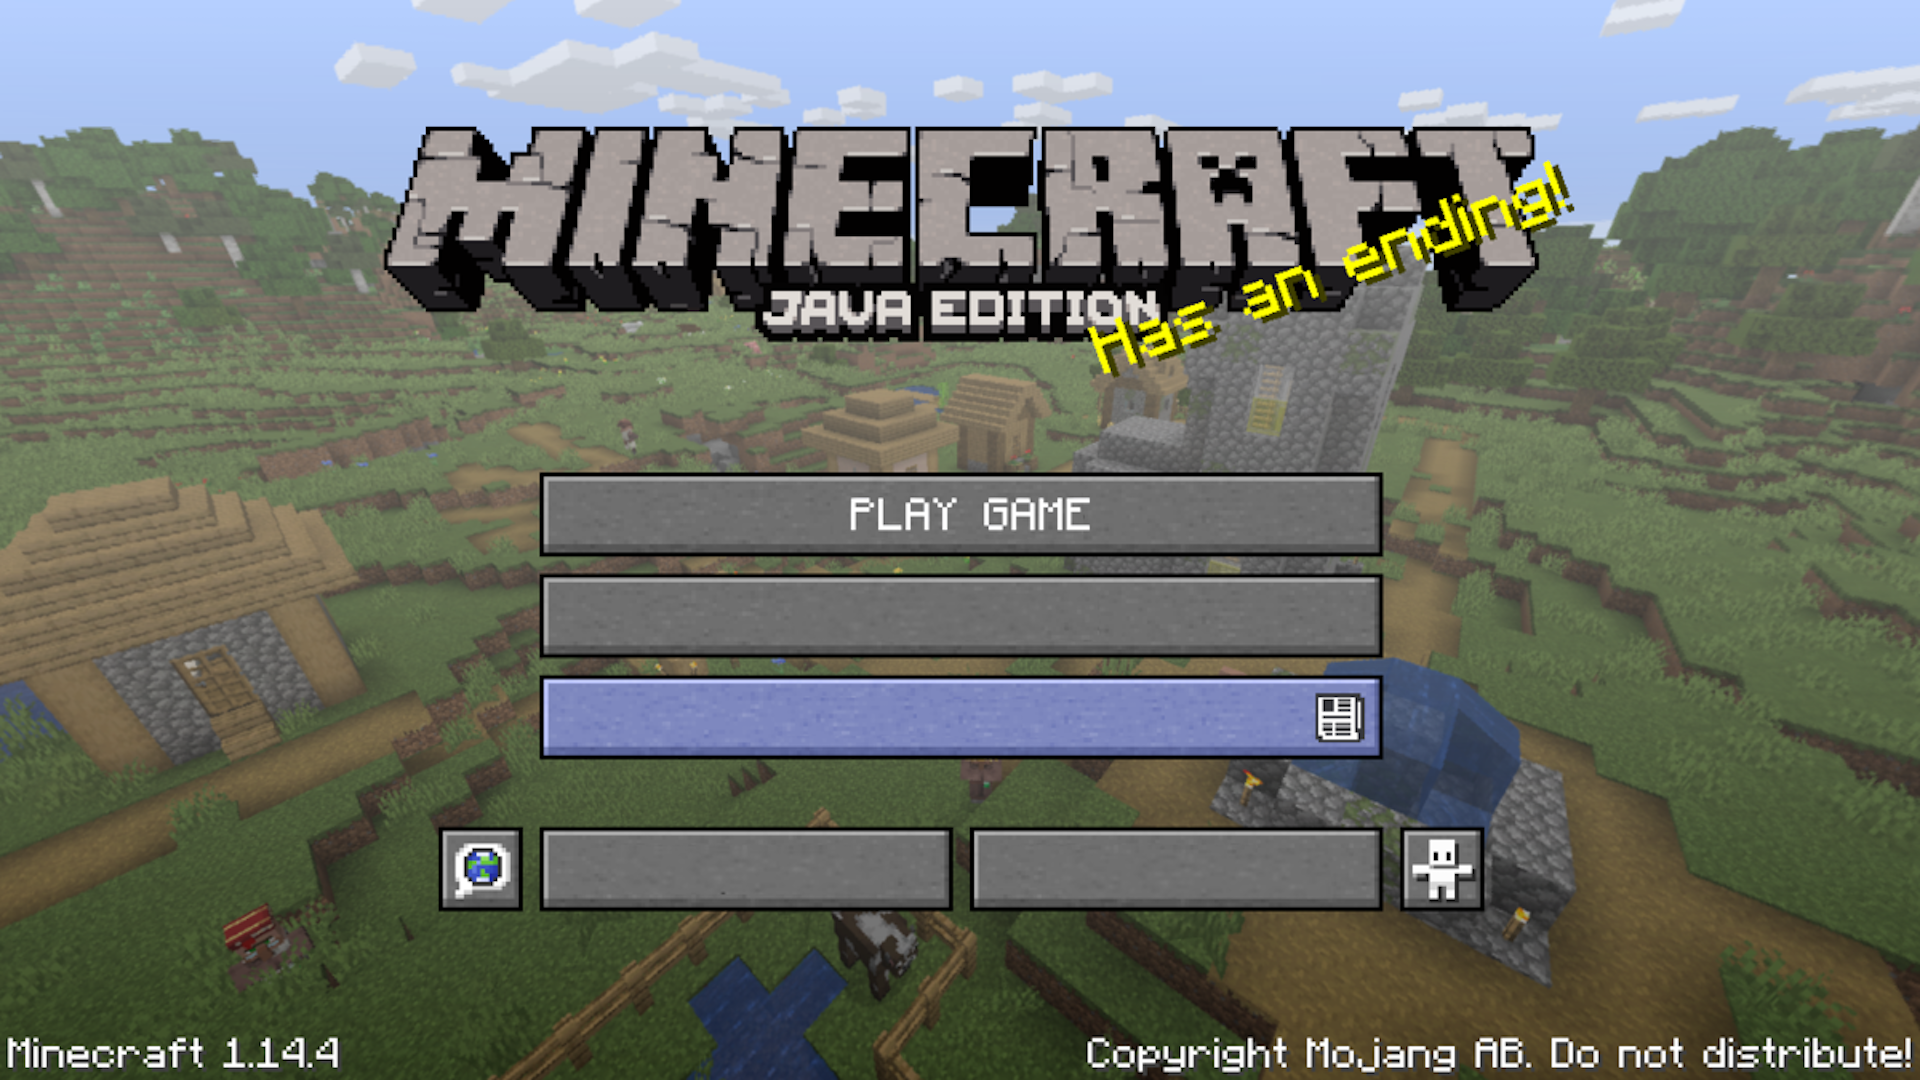 MINECRAFT
JAVA EDITION
Has an ending!
PLAY GAME
Minecraft 1.14.4
Copyright Mojang AB. Do not distribute!